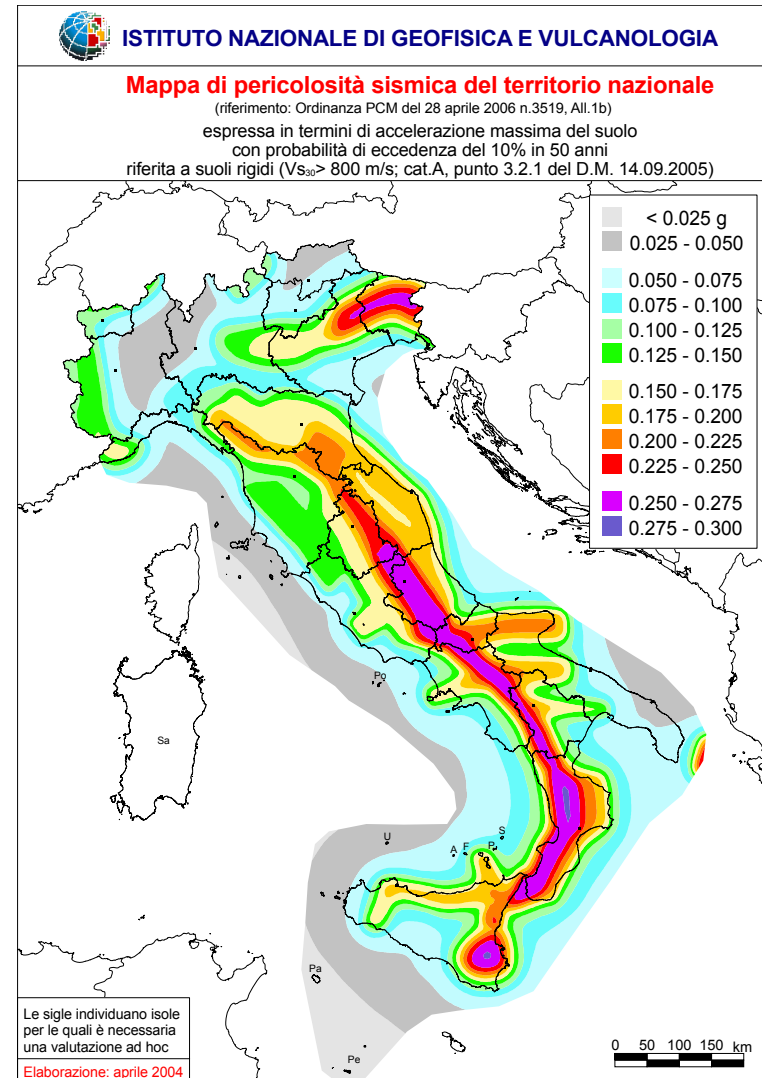 ISTITUTO NAZIONALE DI GEOFISICA E VULCANOLOGIA
Mappa di pericolosità sismica del territorio nazionale
(riferimento: Ordinanza PCM del 28 aprile 2006 n.3519, All.1b)
espressa in termini di accelerazione massima del suolo
con probabilità di eccedenza del 10% in 50 anni
riferita a suoli rigidi (Vs₃₀> 800 m/s; cat.A, punto 3.2.1 del D.M. 14.09.2005)
< 0.025 g
0.025 - 0.050
0.050 - 0.075
0.075 - 0.100
0.100 - 0.125
0.125 - 0.150
0.150 - 0.175
0.175 - 0.200
0.200 - 0.225
0.225 - 0.250
0.250 - 0.275
0.275 - 0.300
Po
Sa
U
S
A
F
P
Pa
Pe
Le sigle individuano isole
per le quali è necessaria
una valutazione ad hoc
Elaborazione: aprile 2004
0 50 100 150 km